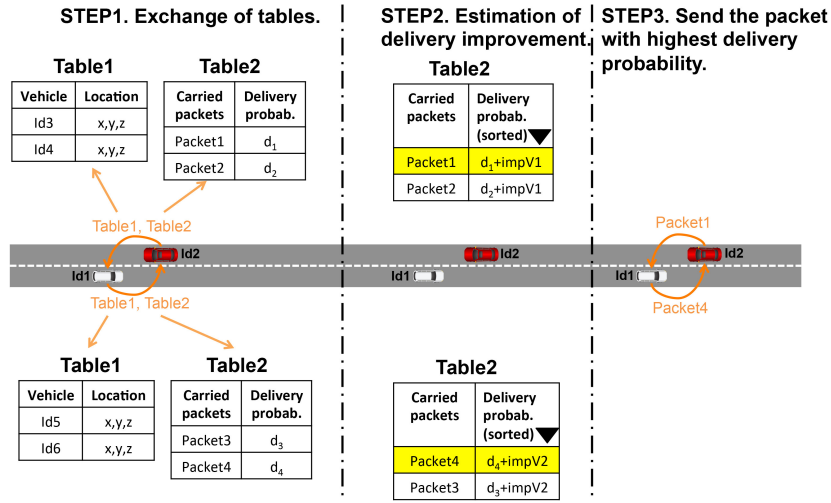 STEP1. Exchange of tables.
Table1
Vehicle Location
Id3 x,y,z
Id4 x,y,z
Table2
Carried packets Delivery probab.
Packet1 d1
Packet2 d2
Table1, Table2
Id2
Id1
Table1, Table2
Table1
Vehicle Location
Id5 x,y,z
Id6 x,y,z
Table2
Carried packets Delivery probab.
Packet3 d3
Packet4 d4
STEP2. Estimation of
delivery improvement.
Table2
Carried packets Delivery probab. (sorted)
Packet1 d1+impV1
Packet2 d2+impV1
Id2
Id1
Table2
Carried packets Delivery probab. (sorted)
Packet4 d4+impV2
Packet3 d3+impV2
STEP3. Send the packet
with highest delivery
probability.
Packet1
Id2
Id1
Packet4